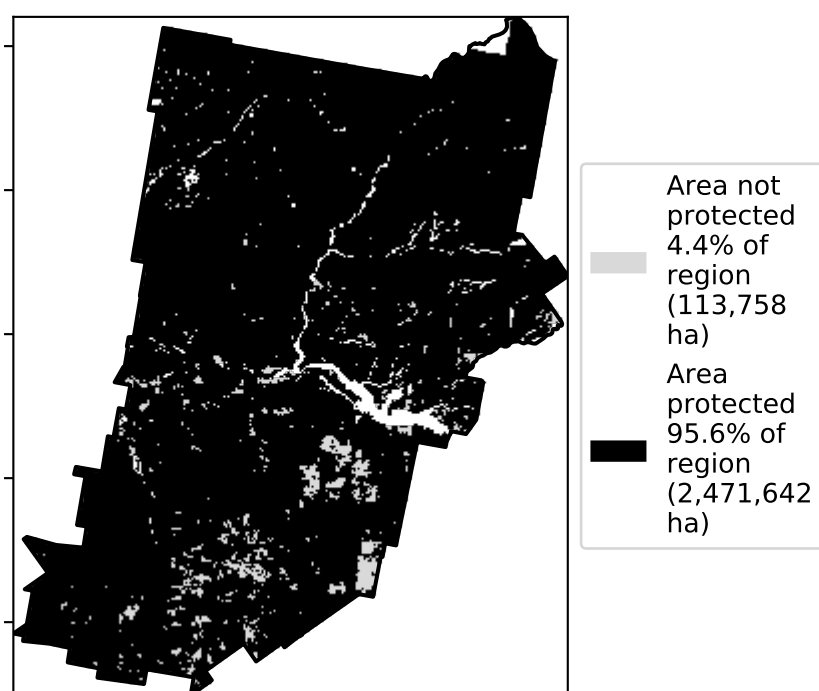 Area not
protected
4.4% of
region
(113,758
ha)
Area
protected
95.6% of
region
(2,471,642
ha)